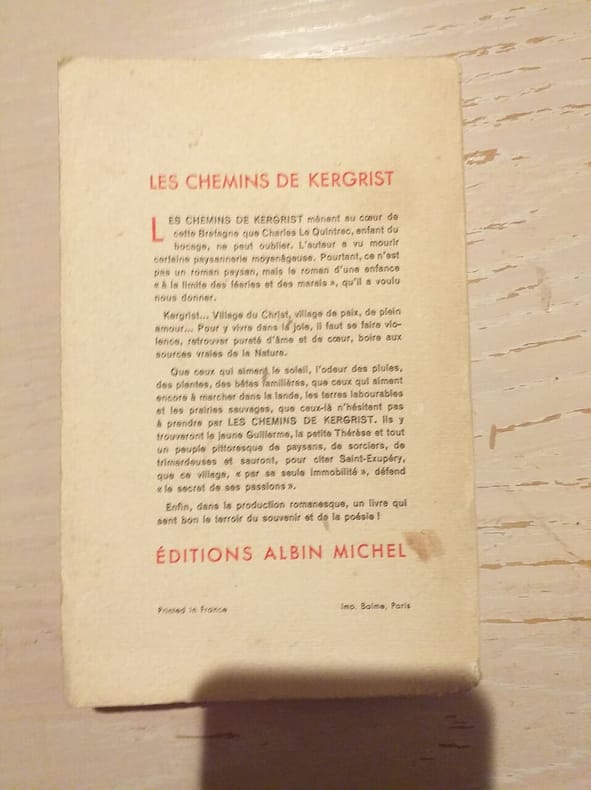 LES CHEMINS DE KERGRIST
LES CHEMINS DE KERGRIST mènent au cœur de
cette Bretagne que Charles Le Quintrec, enfant du
bocage, ne peut oublier. L'auteur a vu mourir
certaine paysannerie moyenâgeuse. Pourtant, ce n'est
pas un roman paysan, mais le roman d'une enfance
« à la limite des féeries et des marais », qu'il a voulu
nous donner.
Kergrist... Village du Christ, village de paix, de plein
amour... Pour y vivre dans la joie, il faut se faire vio-
lence, retrouver pureté d'âme et de cœur, boire aux
sources vraies de la Nature.
Que ceux qui aiment le soleil, l'odeur des pluies,
des plantes, des bêtes familières, que ceux qui aiment
encore à marcher dans la lande, les terres labourables
et les prairies sauvages, que ceux-là n'hésitent pas
à prendre par LES CHEMINS DE KERGRIST. Ils y
trouveront le jeune Guillerme, la petite Thérèse et tout
un peuple pittoresque de paysans, de sorciers, de
trimardeuses et sauront, pour citer Saint-Exupéry,
que ce village, « par sa seule immobilité », défend
« le secret de ses passions ».
Enfin, dans la production romanesque, un livre qui
sent bon le terroir du souvenir et de la poésie !
ÉDITIONS ALBIN MICHEL
Printed in France
Imp. Balme, Paris